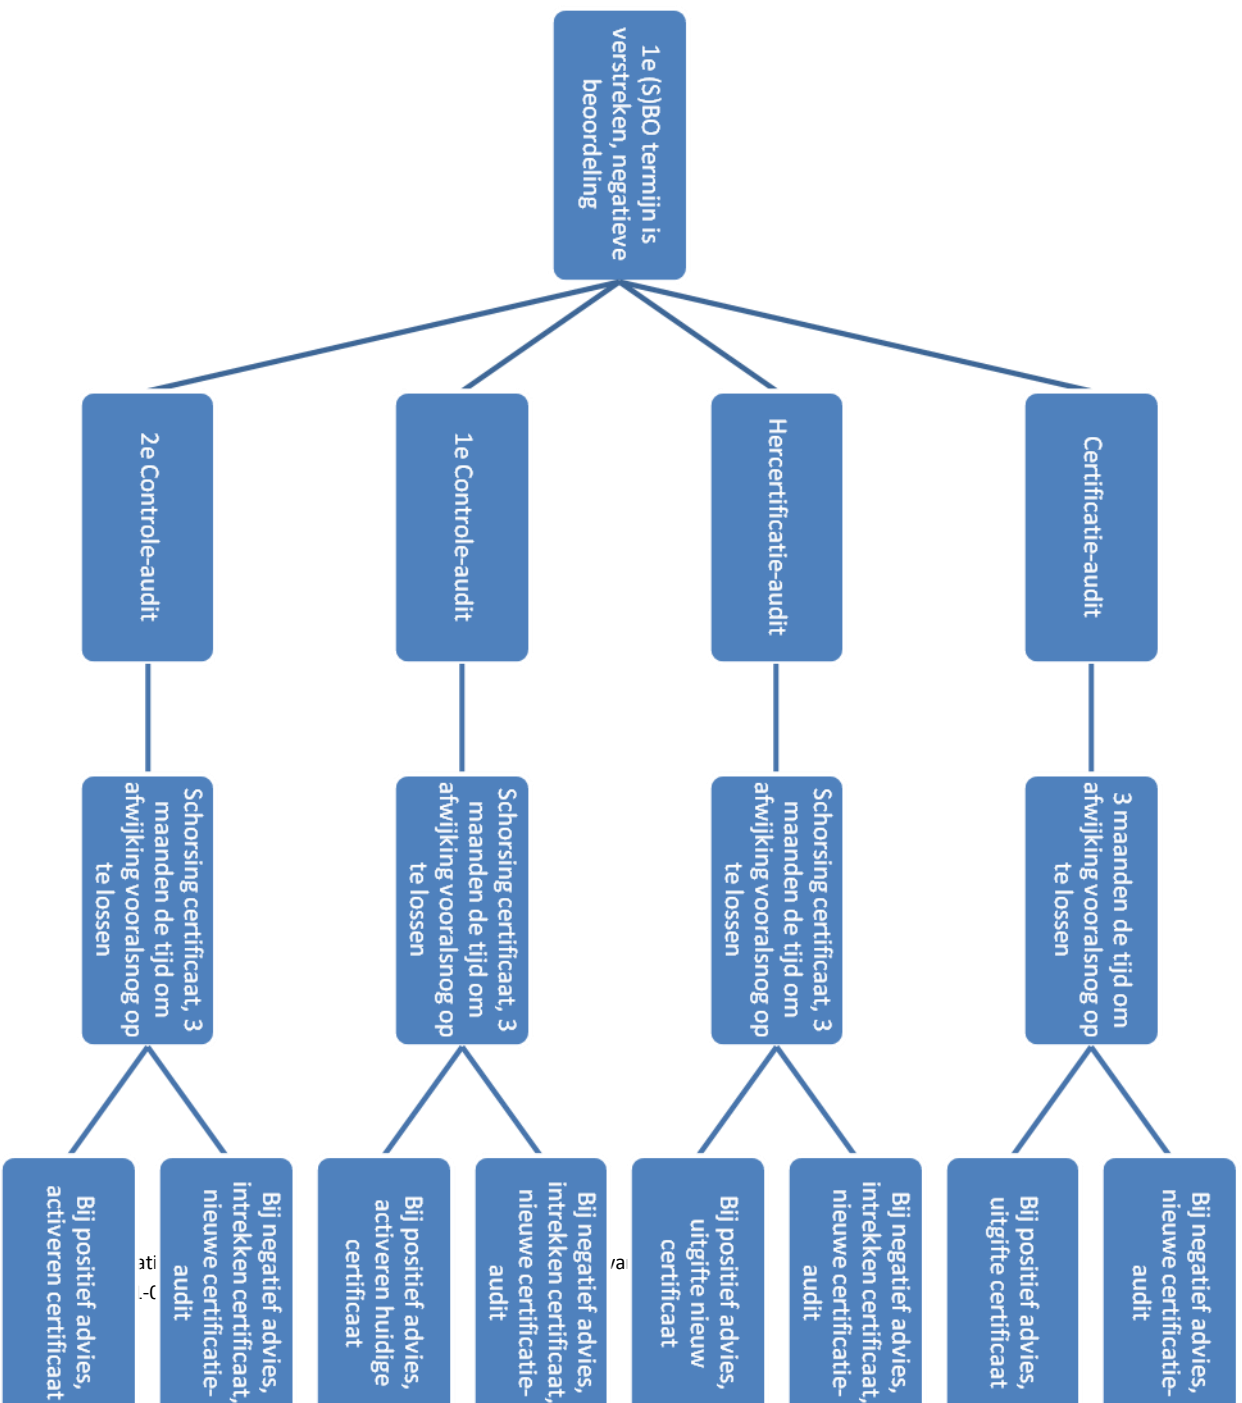 1e (S)BO termijn is
verstreken, negatieve
beoordeling
Certificatie-audit
3 maanden de tijd om
afwijking vooralsnog op
te lossen
Bij negatief advies,
nieuwe certificatie-
audit
Bij positief advies,
uitgifte certificaat
Hercertificatie-audit
Schorsing certificaat, 3
maanden de tijd om
afwijking vooralsnog op
te lossen
Bij negatief advies,
intrekken certificaat,
nieuwe certificatie-
audit
Bij positief advies,
uitgifte nieuw
certificaat
1e Controle-audit
Schorsing certificaat, 3
maanden de tijd om
afwijking vooralsnog op
te lossen
Bij negatief advies,
intrekken certificaat,
nieuwe certificatie-
audit
Bij positief advies,
activeren huidige
certificaat
2e Controle-audit
Schorsing certificaat, 3
maanden de tijd om
afwijking vooralsnog op
te lossen
Bij negatief advies,
intrekken certificaat,
nieuwe certificatie-
audit
Bij positief advies,
activeren certificaat